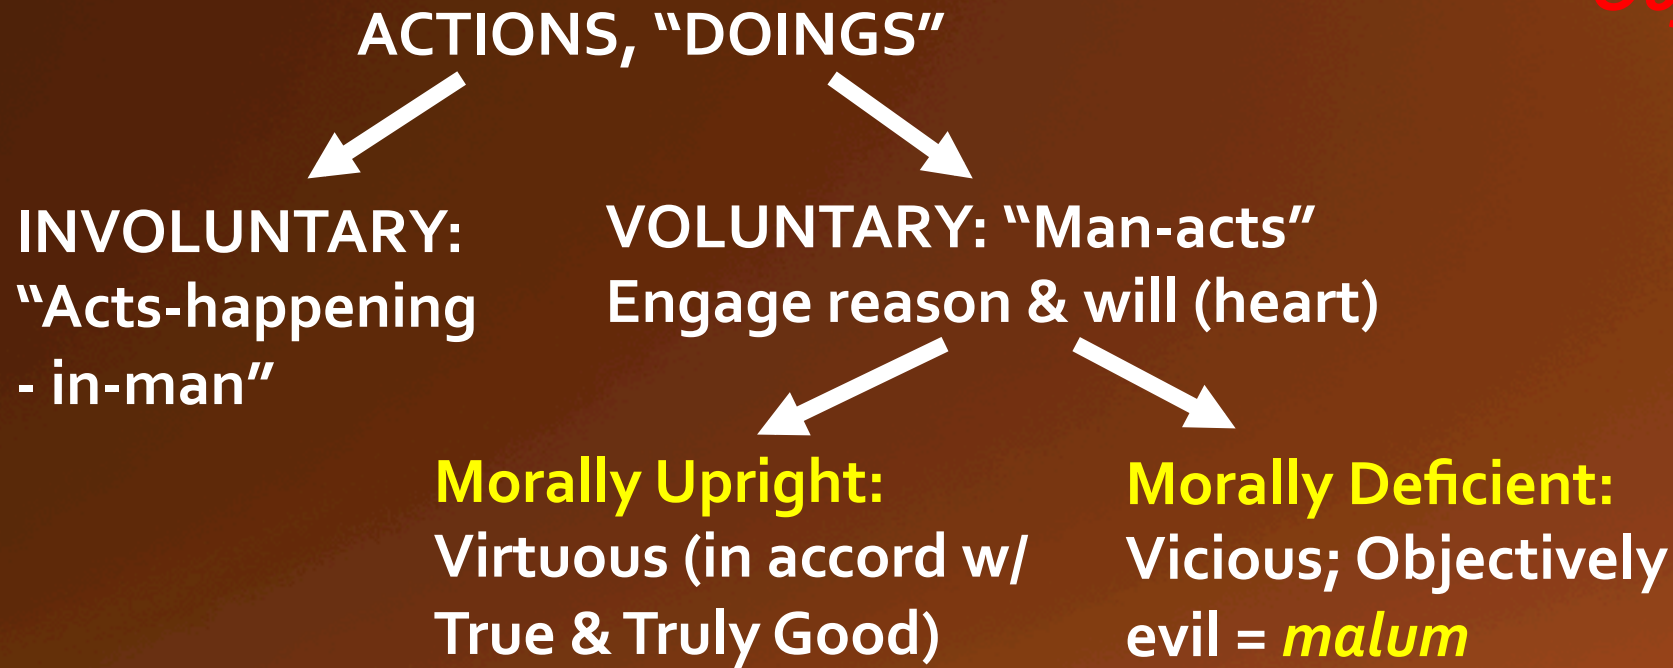 ACTIONS, “DOINGS”
INVOLUNTARY:
“Acts-happening
- in-man”
VOLUNTARY: “Man-acts”
Engage reason & will (heart)
Morally Upright:
Virtuous (in accord w/
True & Truly Good)
Morally Deficient:
Vicious; Objectively
evil = malum